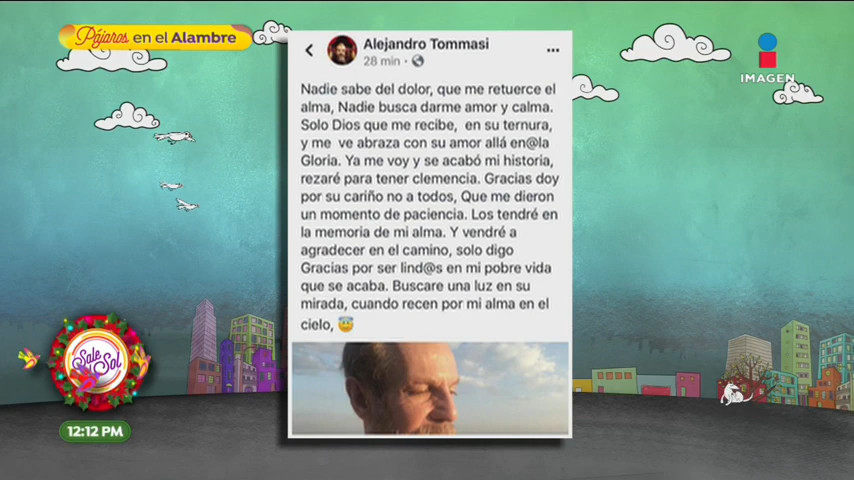 Pájaros en el Alambre
IMAGEN
Alejandro Tommasi
28 min
Nadie sabe del dolor, que me retuerce el
alma, Nadie busca darme amor y calma.
Solo Dios que me recibe, en su ternura,
y me ve abraza con su amor allá en@la
Gloria. Ya me voy y se acabó mi historia,
rezaré para tener clemencia. Gracias doy
por su cariño no a todos, Que me dieron
un momento de paciencia. Los tendré en
la memoria de mi alma. Y vendré a
agradecer en el camino, solo digo
Gracias por ser lind@s en mi pobre vida
que se acaba. Buscare una luz en su
mirada, cuando recen por mi alma en el
cielo, 😇
Sale el Sol
12:12 PM